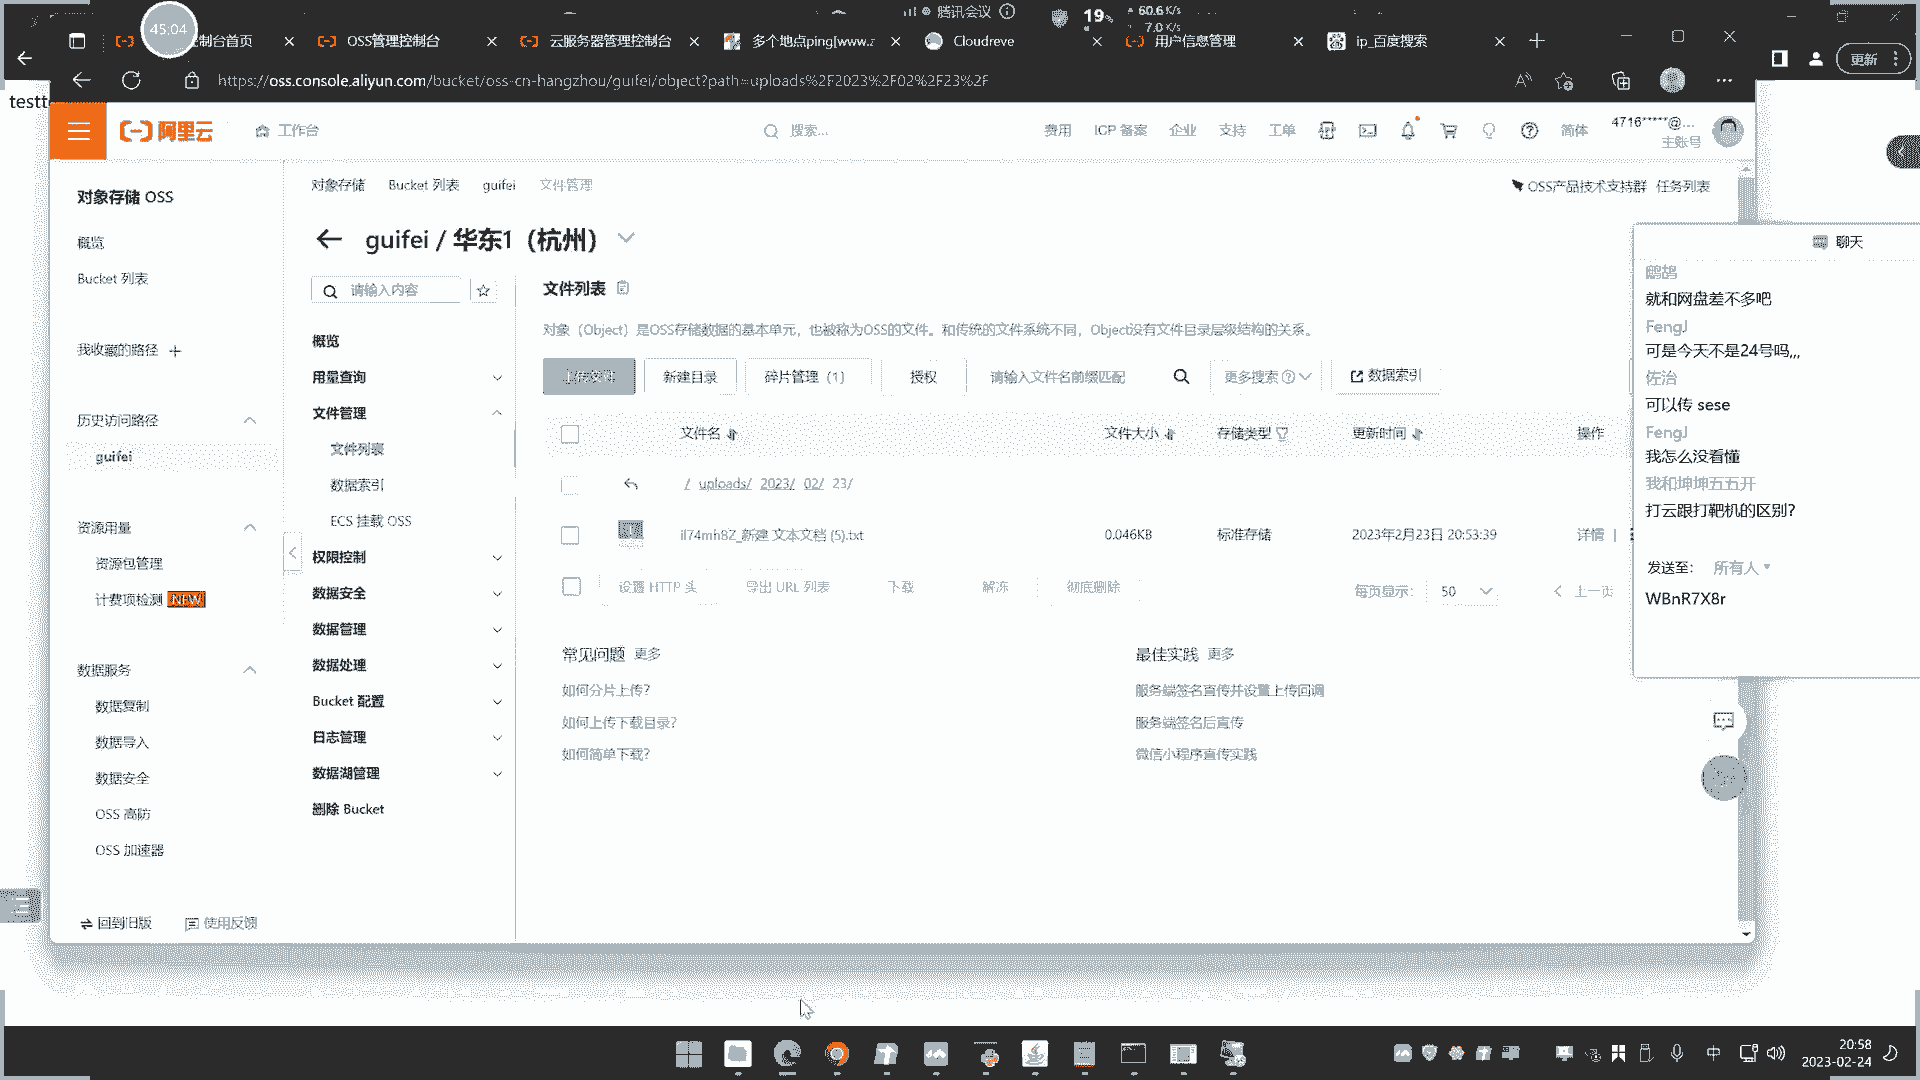 45:04
腾讯会议
19%
60.6 K/s
7.0 K/s
制台首页
OSS管理控制台
云服务器管理控制台
多个地点ping[www.z
Cloudreve
用户信息管理
ip_百度搜索
更新
https://oss.console.aliyun.com/bucket/oss-cn-hangzhou/guifei/object?path=uploads%2F2023%2F02%2F23%2F
testt
阿里云
工作台
搜索...
费用
ICP 备案
企业
支持
工单
简体
4716*****@...
主账号
对象存储 OSS
概览
Bucket 列表
我收藏的路径
历史访问路径
guifei
资源用量
资源包管理
计费项检测 NEW
数据服务
数据复制
数据导入
数据安全
OSS 高防
OSS 加速器
回到旧版
使用反馈
对象存储
Bucket 列表
guifei
文件管理
OSS产品技术支持群
任务列表
guifei / 华东1（杭州）
请输入内容
概览
用量查询
文件管理
文件列表
数据索引
ECS 挂载 OSS
权限控制
数据安全
数据管理
数据处理
Bucket 配置
日志管理
数据湖管理
删除 Bucket
文件列表
对象（Object）是OSS存储数据的基本单元，也被称为OSS的文件。和传统的文件系统不同，Object没有文件目录层级结构的关系。
上传文件
新建目录
碎片管理（1）
授权
请输入文件名前缀匹配
更多搜索
数据索引
文件名
文件大小
存储类型
更新时间
操作
/ uploads/ 2023/ 02/ 23/
il74mh8Z_新建 文本文档 (5).txt
0.046KB
标准存储
2023年2月23日 20:53:39
详情
设置 HTTP 头
导出 URL 列表
下载
解冻
彻底删除
每页显示:
50
上一页
常见问题 更多
如何分片上传?
如何上传下载目录?
如何简单下载?
最佳实践 更多
服务端签名直传并设置上传回调
服务端签名后直传
微信小程序直传实践
聊天
鹧鸪
就和网盘差不多吧
FengJ
可是今天不是24号吗,,,
佐治
可以传 sese
FengJ
我怎么没看懂
我和坤坤五五开
打云跟打靶机的区别?
发送至:
所有人
WBnR7X8r
中
20:58
2023-02-24